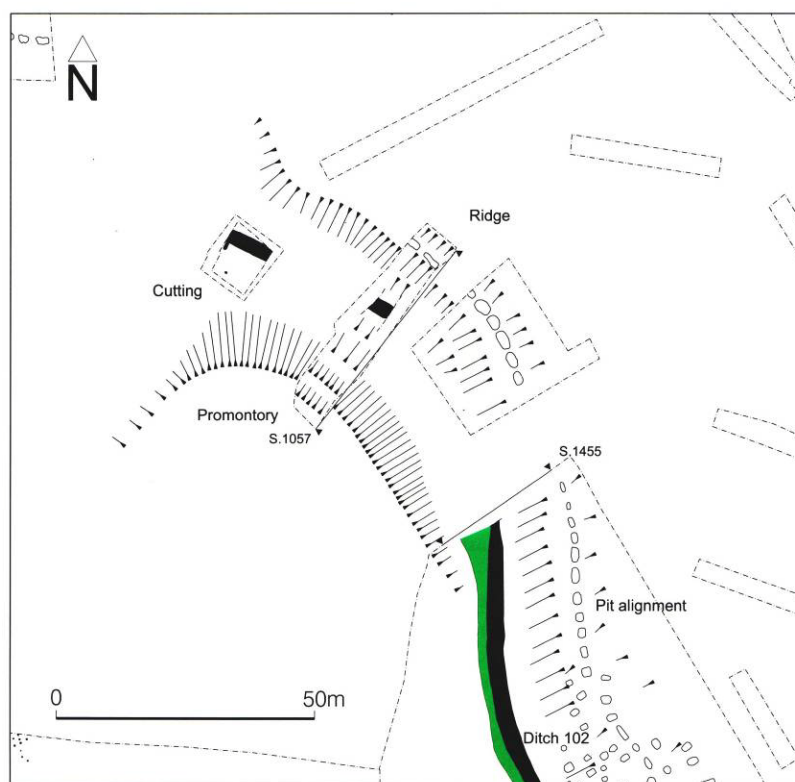 N
Ridge
Cutting
Promontory
S.1057
S.1455
Pit alignment
0 50m
Ditch 102